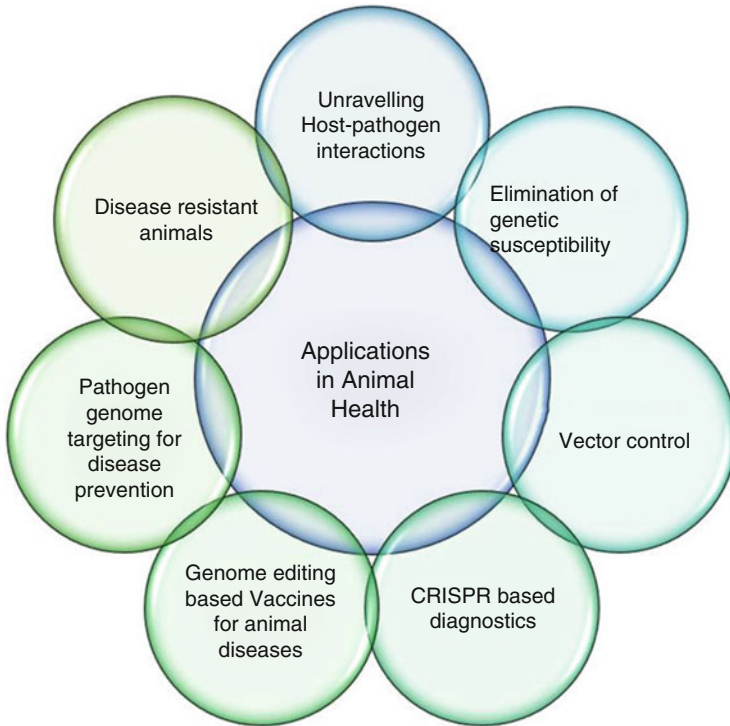 Unravelling
Host-pathogen
interactions
Elimination of
genetic
susceptibility
Vector control
CRISPR based
diagnostics
Genome editing
based Vaccines
for animal
diseases
Pathogen
genome
targeting for
disease
prevention
Disease resistant
animals
Applications
in Animal
Health